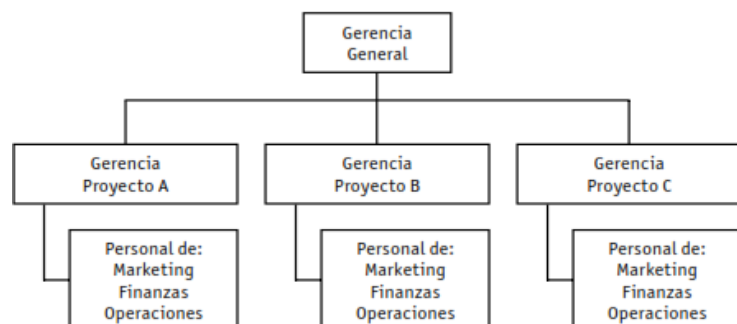 Gerencia
General
Gerencia
Proyecto A
Gerencia
Proyecto B
Gerencia
Proyecto C
Personal de:
Marketing
Finanzas
Operaciones
Personal de:
Marketing
Finanzas
Operaciones
Personal de:
Marketing
Finanzas
Operaciones